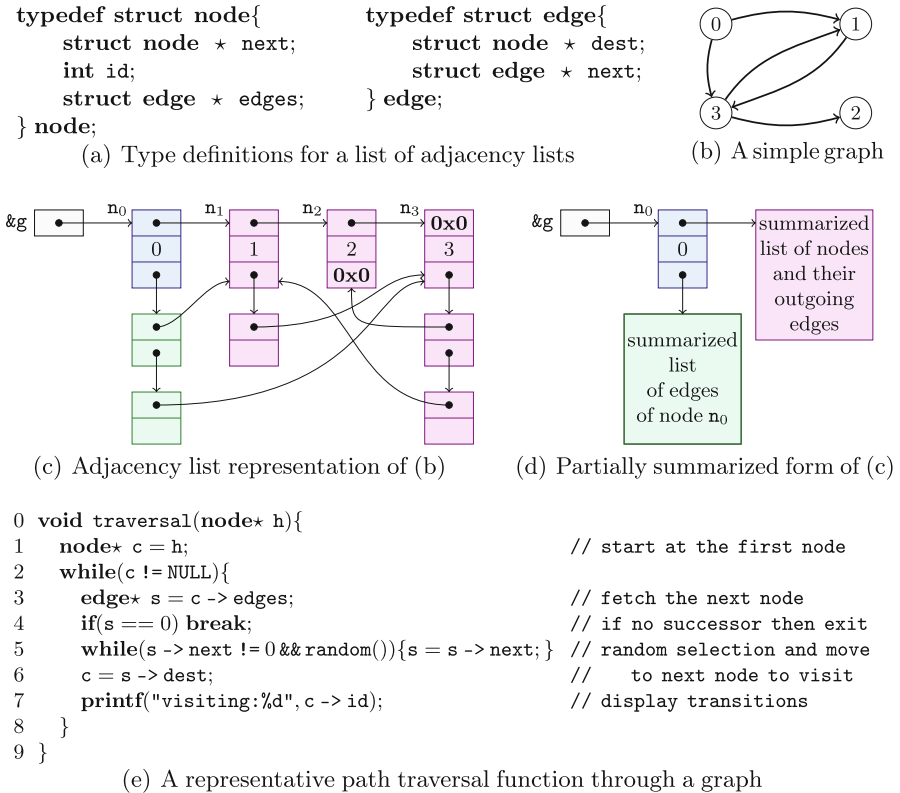 typedef struct node{
struct node ⋆ next;
int id;
struct edge ⋆ edges;
} node;
typedef struct edge{
struct node ⋆ dest;
struct edge ⋆ next;
} edge;
(a) Type definitions for a list of adjacency lists
0 1
3 2
(b) A simple graph
&g n0 n1 n2 n3 0x0
0 1 2 3
0x0
(c) Adjacency list representation of (b)
&g n0
0
summarized
list of nodes
and their
outgoing
edges
summarized
list
of edges
of node n0
(d) Partially summarized form of (c)
0 void traversal(node⋆ h){
1 node⋆ c = h; // start at the first node
2 while(c != NULL){
3 edge⋆ s = c -> edges; // fetch the next node
4 if(s == 0) break; // if no successor then exit
5 while(s -> next != 0 && random()){s = s -> next; } // random selection and move
6 c = s -> dest; // to next node to visit
7 printf("visiting:%d", c -> id); // display transitions
8 }
9 }
(e) A representative path traversal function through a graph